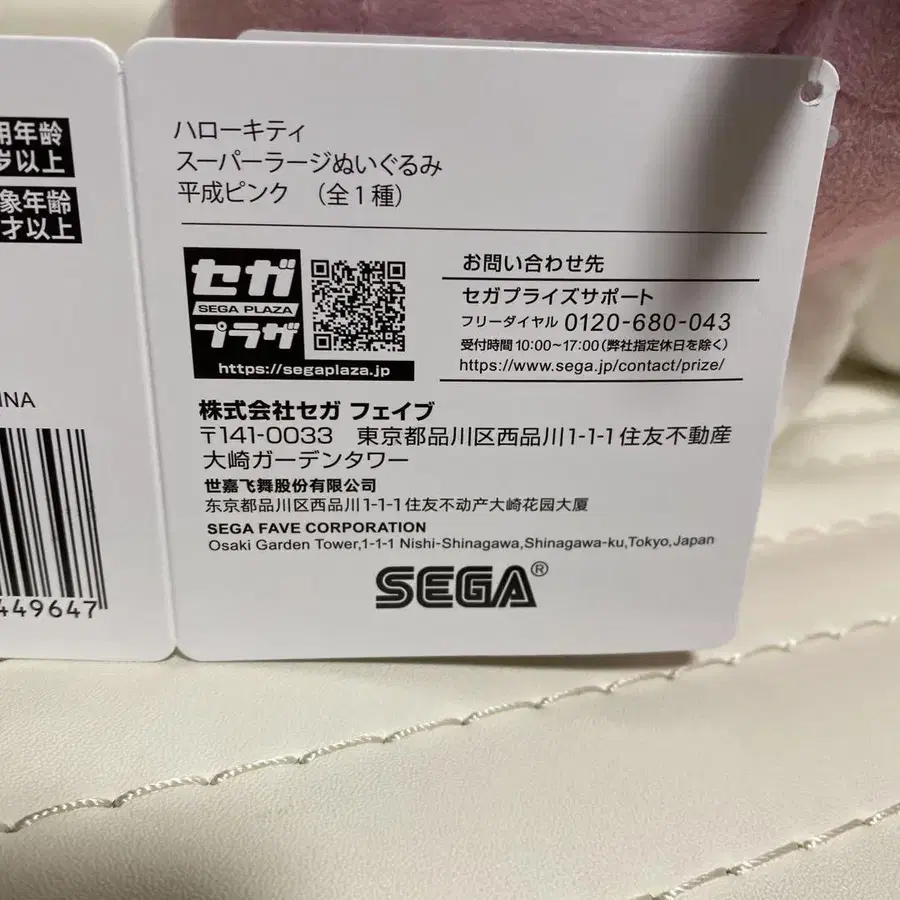 用年齢
歳以上
象年齢
才以上
INA
449647
ハローキティ
スーパーラージぬいぐるみ
平成ピンク （全1種）
セガ
SEGA PLAZA
プラザ
https://segaplaza.jp
お問い合わせ先
セガプライズサポート
フリーダイヤル 0120-680-043
受付時間 10:00~17:00（弊社指定休日を除く）
https://www.sega.jp/contact/prize/
株式会社セガ フェイブ
〒141-0033 東京都品川区西品川1-1-1住友不動産
大崎ガーデンタワー
世嘉飞舞股份有限公司
东京都品川区西品川1-1-1住友不动产大崎花园大厦
SEGA FAVE CORPORATION
Osaki Garden Tower,1-1-1 Nishi-Shinagawa,Shinagawa-ku,Tokyo,Japan
SEGA®